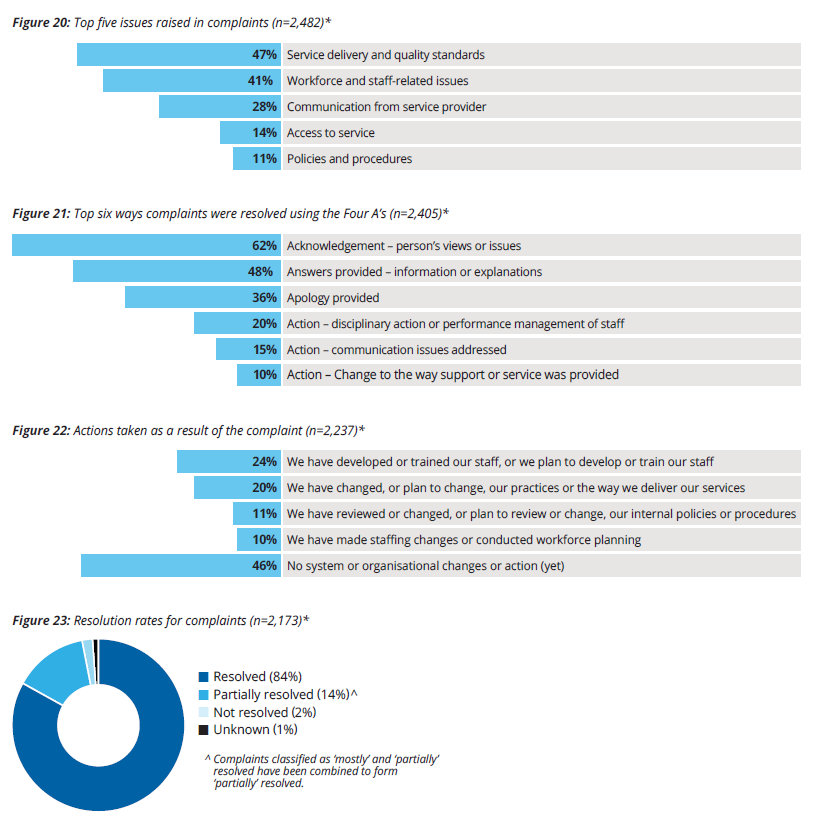 Figure 20: Top five issues raised in complaints (n=2,482)*
47% Service delivery and quality standards
41% Workforce and staff-related issues
28% Communication from service provider
14% Access to service
11% Policies and procedures
Figure 21: Top six ways complaints were resolved using the Four A's (n=2,405)*
62% Acknowledgement – person's views or issues
48% Answers provided – information or explanations
36% Apology provided
20% Action – disciplinary action or performance management of staff
15% Action – communication issues addressed
10% Action – Change to the way support or service was provided
Figure 22: Actions taken as a result of the complaint (n=2,237)*
24% We have developed or trained our staff, or we plan to develop or train our staff
20% We have changed, or plan to change, our practices or the way we deliver our services
11% We have reviewed or changed, or plan to review or change, our internal policies or procedures
10% We have made staffing changes or conducted workforce planning
46% No system or organisational changes or action (yet)
Figure 23: Resolution rates for complaints (n=2,173)*
Resolved (84%)
Partially resolved (14%)^
Not resolved (2%)
Unknown (1%)
^ Complaints classified as 'mostly' and 'partially'
resolved have been combined to form
'partially' resolved.